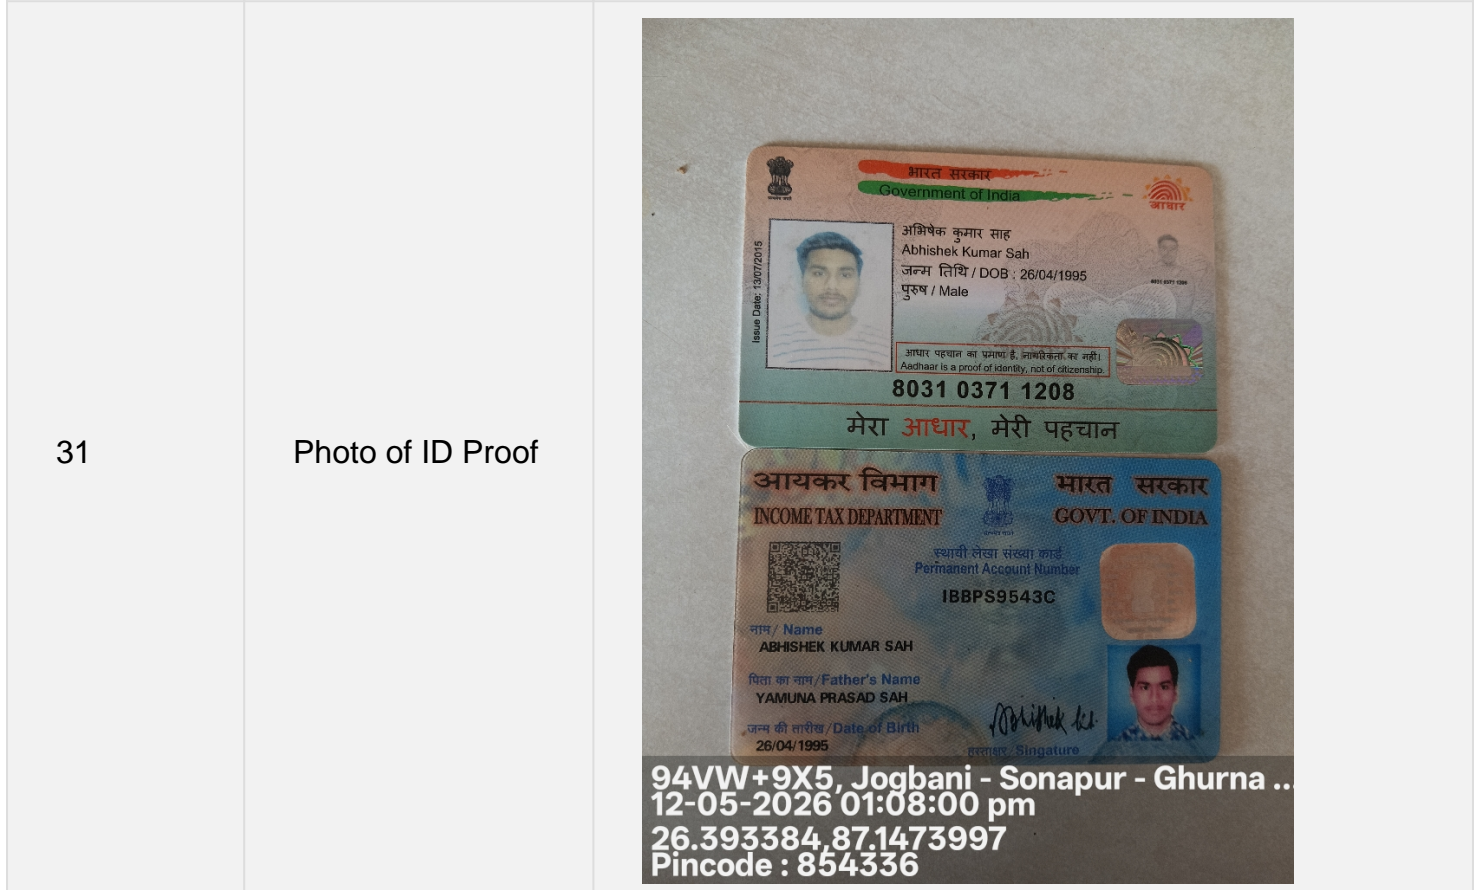 31
Photo of ID Proof
भारत सरकार
Government of India
आधार
Issue Date: 13/07/2015
अभिषेक कुमार साह
Abhishek Kumar Sah
जन्म तिथि / DOB : 26/04/1995
पुरुष / Male
8031 0371 1208
आधार पहचान का प्रमाण है, नागरिकता का नहीं।
Aadhaar is a proof of identity, not of citizenship.
8031 0371 1208
मेरा आधार, मेरी पहचान
आयकर विभाग
INCOME TAX DEPARTMENT
भारत सरकार
GOVT. OF INDIA
स्थायी लेखा संख्या कार्ड
Permanent Account Number
IBBPS9543C
नाम/ Name
ABHISHEK KUMAR SAH
पिता का नाम/Father's Name
YAMUNA PRASAD SAH
जन्म की तारीख/Date of Birth
26/04/1995
हस्ताक्षर/Singature
94VW+9X5, Jogbani - Sonapur - Ghurna ...
12-05-2026 01:08:00 pm
26.393384,87.1473997
Pincode : 854336